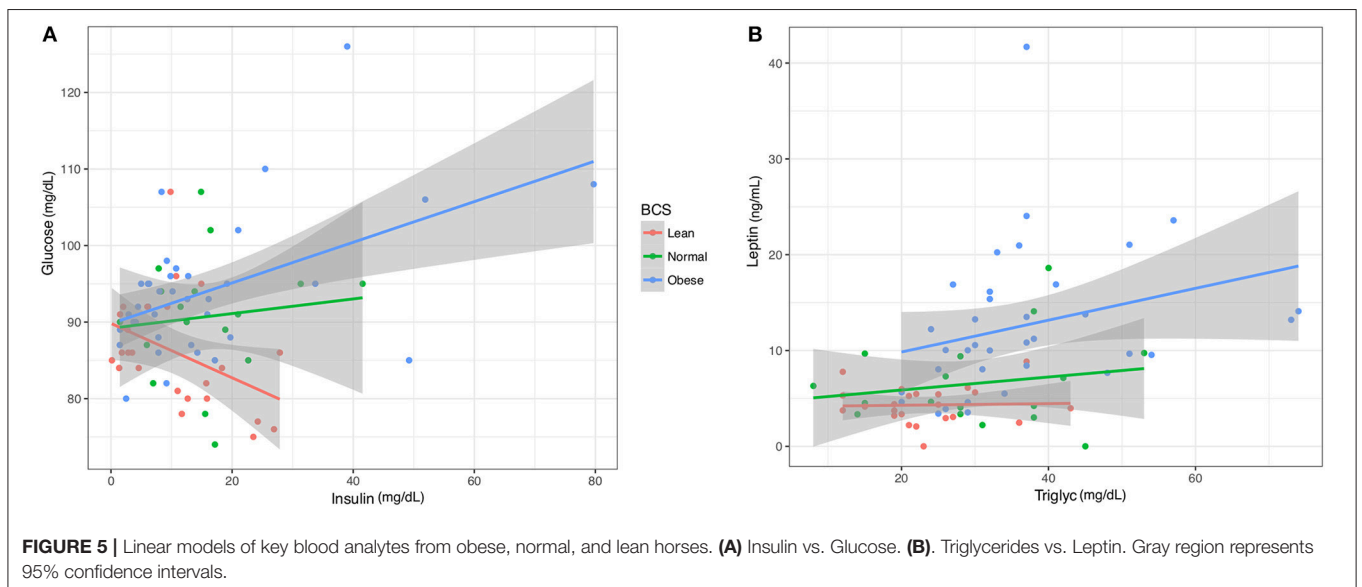 A
Glucose (mg/dL)
120
110
100
90
80
0 20 40 60 80
Insulin (mg/dL)
BCS
Lean
Normal
Obese
B
Leptin (ng/mL)
40
30
20
10
0
20 40 60
Triglyc (mg/dL)
FIGURE 5 | Linear models of key blood analytes from obese, normal, and lean horses. (A) Insulin vs. Glucose. (B). Triglycerides vs. Leptin. Gray region represents
95% confidence intervals.